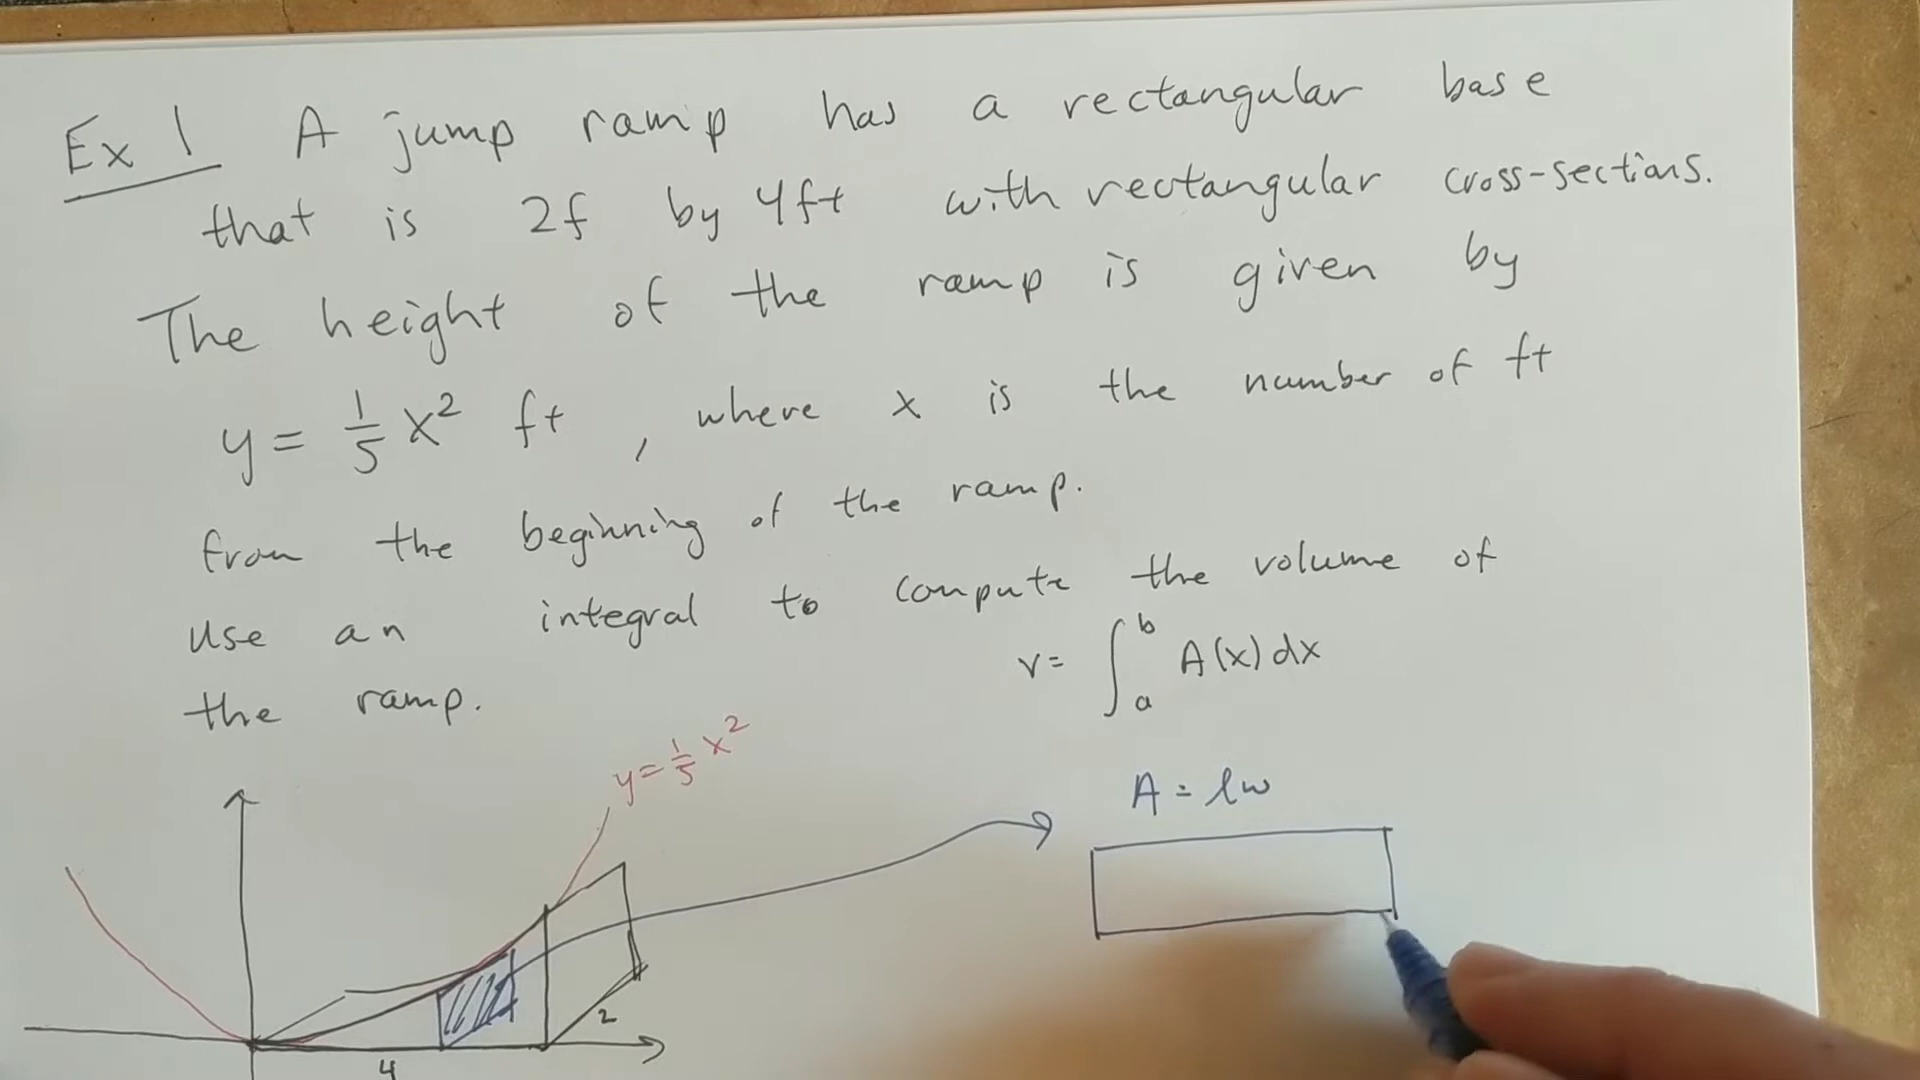 Ex 1 A jump ramp has a rectangular base
that is 2f by 4ft with rectangular cross-sections.
The height of the ramp is given by
y = 1/5 x² ft, where x is the number of ft
from the beginning of the ramp.
Use an integral to compute the volume of
the ramp.
V = ∫_a^b A(x) dx
y = 1/5 x²
A = lw
2
4